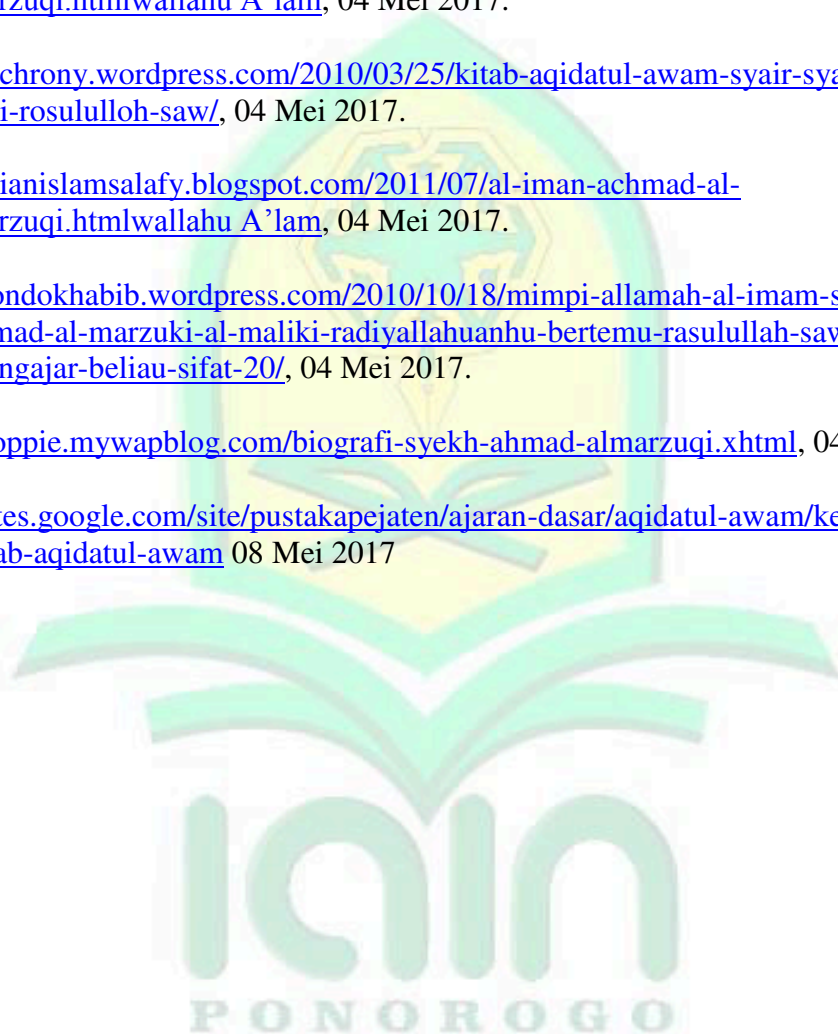 rzuqi.htmlwallahu A’lam, 04 Mei 2017.
chrony.wordpress.com/2010/03/25/kitab-aqidatul-awam-syair-sya
i-rosululloh-saw/, 04 Mei 2017.
ianislamsalafy.blogspot.com/2011/07/al-iman-achmad-al-
rzuqi.htmlwallahu A’lam, 04 Mei 2017.
ondokhabib.wordpress.com/2010/10/18/mimpi-allamah-al-imam-s
mad-al-marzuki-al-maliki-radiyallahuanhu-bertemu-rasulullah-saw
ngajar-beliau-sifat-20/, 04 Mei 2017.
oppie.mywapblog.com/biografi-syekh-ahmad-almarzuqi.xhtml, 04
tes.google.com/site/pustakapejaten/ajaran-dasar/aqidatul-awam/ke
ab-aqidatul-awam 08 Mei 2017
IAIN
PONOROGO